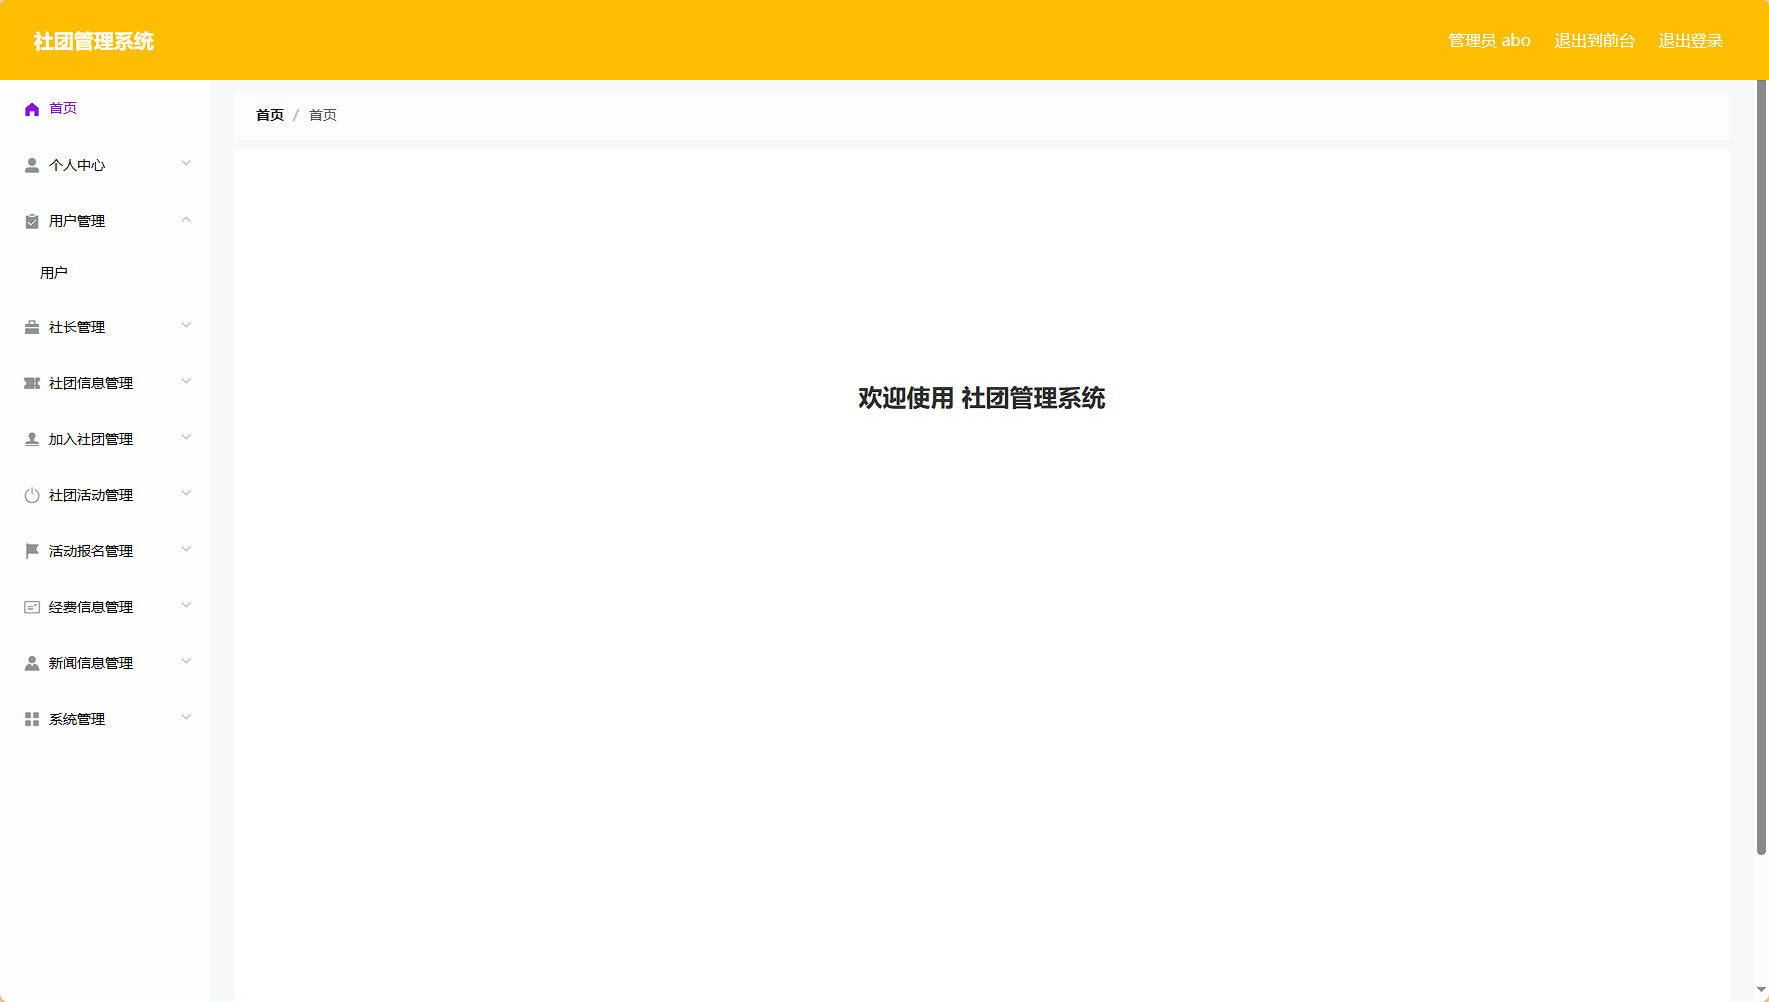 社团管理系统
管理员 abo 退出到前台 退出登录
首页
个人中心
用户管理
用户
社长管理
社团信息管理
加入社团管理
社团活动管理
活动报名管理
经费信息管理
新闻信息管理
系统管理
首页 / 首页
欢迎使用 社团管理系统